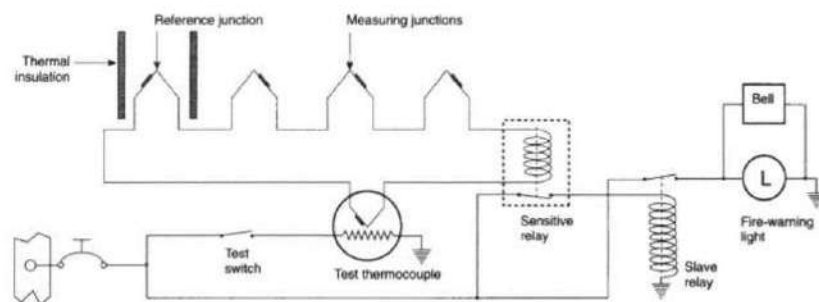 Reference junction
Measuring junctions
Thermal
insulation
Bell
L
Sensitive
relay
Fire-warning
light
Test
switch
Test thermocouple
Slave
relay